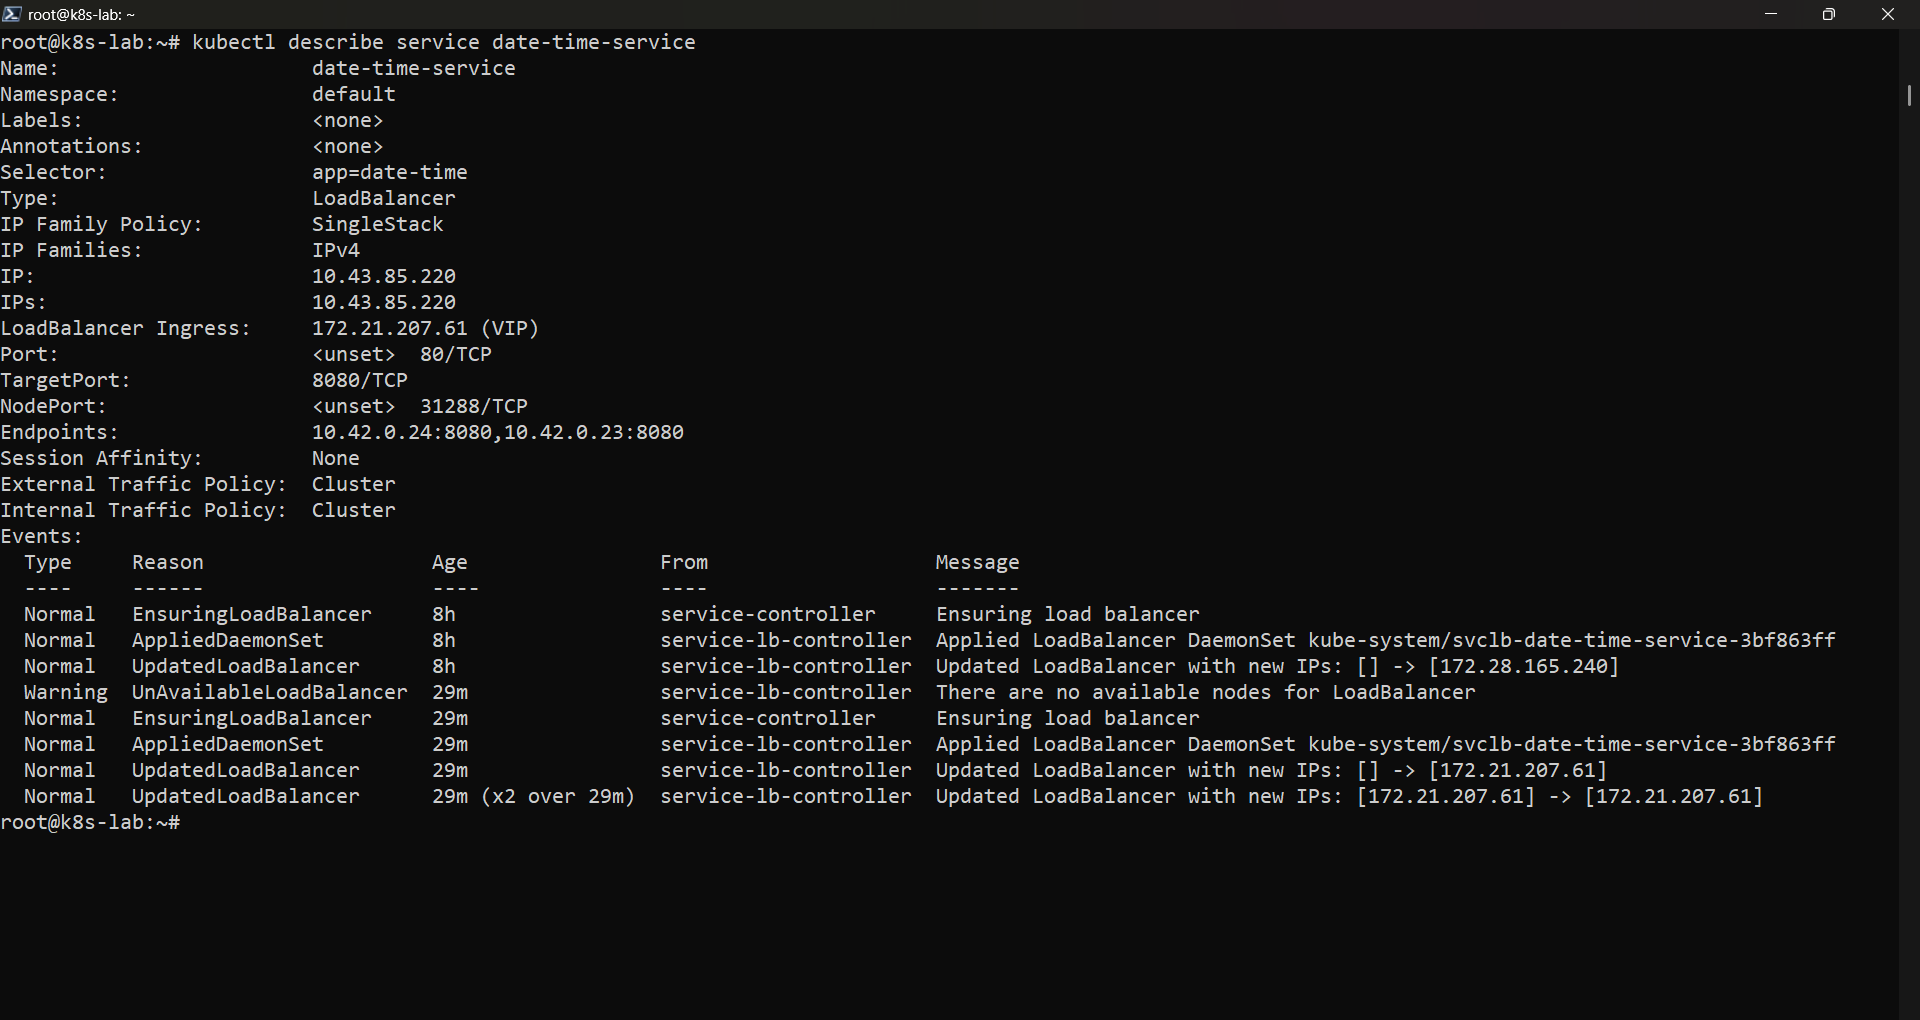 root@k8s-lab: ~
root@k8s-lab:~# kubectl describe service date-time-service
Name:                     date-time-service
Namespace:                default
Labels:                   <none>
Annotations:              <none>
Selector:                 app=date-time
Type:                     LoadBalancer
IP Family Policy:         SingleStack
IP Families:              IPv4
IP:                       10.43.85.220
IPs:                      10.43.85.220
LoadBalancer Ingress:     172.21.207.61 (VIP)
Port:                     <unset>  80/TCP
TargetPort:               8080/TCP
NodePort:                 <unset>  31288/TCP
Endpoints:                10.42.0.24:8080,10.42.0.23:8080
Session Affinity:         None
External Traffic Policy:  Cluster
Internal Traffic Policy:  Cluster
Events:
  Type     Reason                   Age                From                   Message
  ----     ------                   ----               ----                   -------
  Normal   EnsuringLoadBalancer     8h                 service-controller     Ensuring load balancer
  Normal   AppliedDaemonSet         8h                 service-lb-controller  Applied LoadBalancer DaemonSet kube-system/svclb-date-time-service-3bf863ff
  Normal   UpdatedLoadBalancer      8h                 service-lb-controller  Updated LoadBalancer with new IPs: [] -> [172.28.165.240]
  Warning  UnAvailableLoadBalancer  29m                service-lb-controller  There are no available nodes for LoadBalancer
  Normal   EnsuringLoadBalancer     29m                service-controller     Ensuring load balancer
  Normal   AppliedDaemonSet         29m                service-lb-controller  Applied LoadBalancer DaemonSet kube-system/svclb-date-time-service-3bf863ff
  Normal   UpdatedLoadBalancer      29m                service-lb-controller  Updated LoadBalancer with new IPs: [] -> [172.21.207.61]
  Normal   UpdatedLoadBalancer      29m (x2 over 29m)  service-lb-controller  Updated LoadBalancer with new IPs: [172.21.207.61] -> [172.21.207.61]
root@k8s-lab:~#